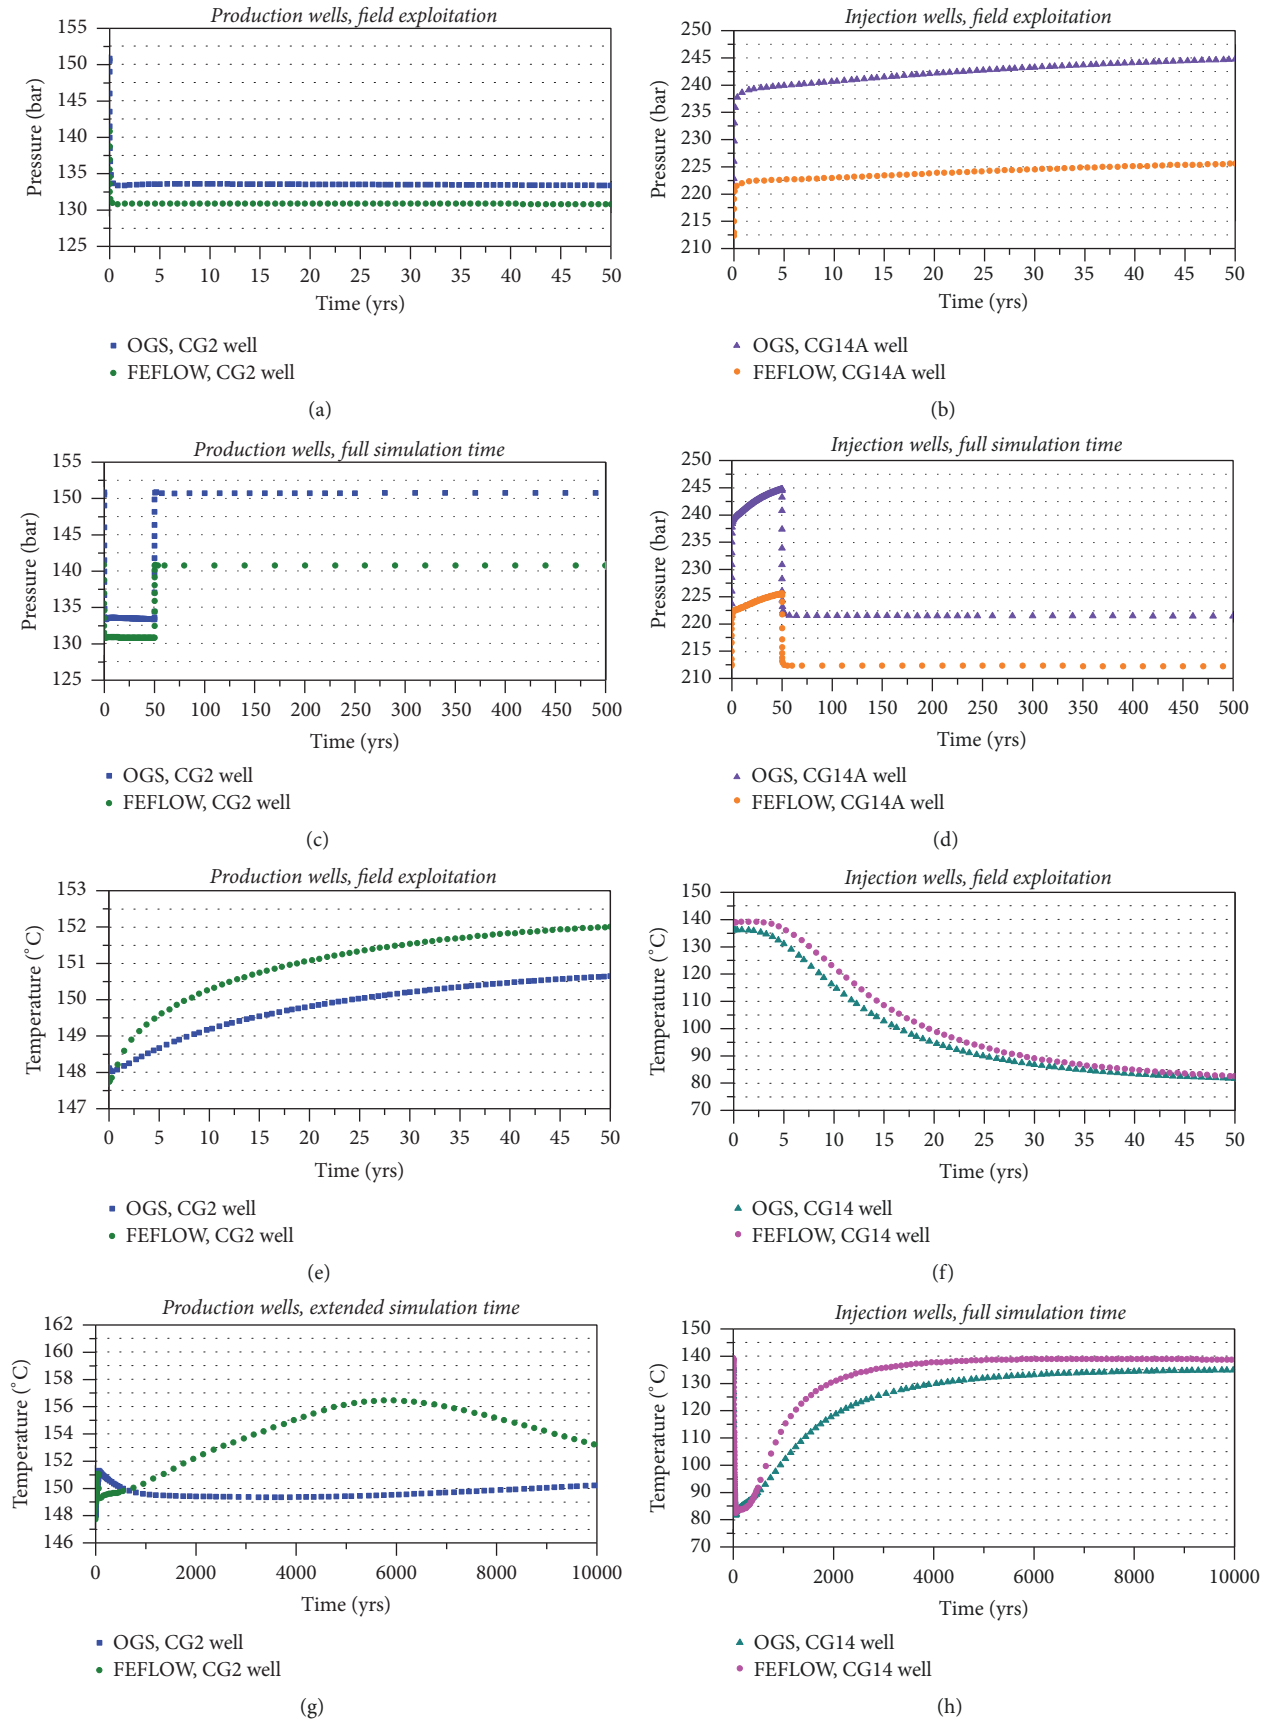 Production wells, field exploitation
155
150
145
140
135
130
125
Pressure (bar)
0 5 10 15 20 25 30 35 40 45 50
Time (yrs)
OGS, CG2 well
FEFLOW, CG2 well
(a)
Injection wells, field exploitation
250
245
240
235
230
225
220
215
210
Pressure (bar)
0 5 10 15 20 25 30 35 40 45 50
Time (yrs)
OGS, CG14A well
FEFLOW, CG14A well
(b)
Production wells, full simulation time
155
150
145
140
135
130
125
Pressure (bar)
0 50 100 150 200 250 300 350 400 450 500
Time (yrs)
OGS, CG2 well
FEFLOW, CG2 well
(c)
Injection wells, full simulation time
250
245
240
235
230
225
220
215
210
Pressure (bar)
0 50 100 150 200 250 300 350 400 450 500
Time (yrs)
OGS, CG14A well
FEFLOW, CG14A well
(d)
Production wells, field exploitation
153
152
151
150
149
148
147
Temperature (°C)
0 5 10 15 20 25 30 35 40 45 50
Time (yrs)
OGS, CG2 well
FEFLOW, CG2 well
(e)
Injection wells, field exploitation
150
140
130
120
110
100
90
80
70
Temperature (°C)
0 5 10 15 20 25 30 35 40 45 50
Time (yrs)
OGS, CG14 well
FEFLOW, CG14 well
(f)
Production wells, extended simulation time
162
160
158
156
154
152
150
148
146
Temperature (°C)
0 2000 4000 6000 8000 10000
Time (yrs)
OGS, CG2 well
FEFLOW, CG2 well
(g)
Injection wells, full simulation time
150
140
130
120
110
100
90
80
70
Temperature (°C)
0 2000 4000 6000 8000 10000
Time (yrs)
OGS, CG14 well
FEFLOW, CG14 well
(h)